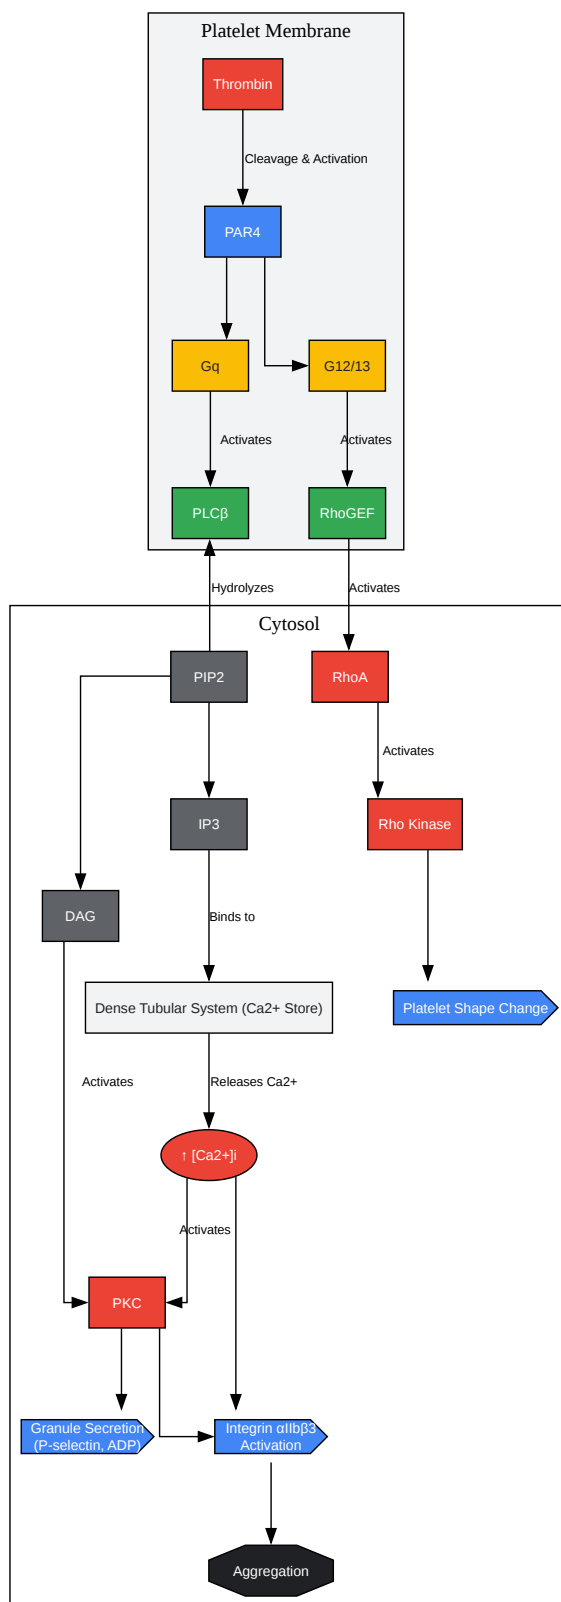 Platelet Membrane
Thrombin
Cleavage & Activation
PAR4
Gq
G12/13
Activates
Activates
PLCβ
RhoGEF
Hydrolyzes
Activates
Cytosol
PIP2
RhoA
Activates
IP3
Rho Kinase
DAG
Binds to
Dense Tubular System (Ca2+ Store)
Platelet Shape Change
Activates
Releases Ca2+
↑ [Ca2+]i
Activates
PKC
Granule Secretion
(P-selectin, ADP)
Integrin αIIbβ3
Activation
Aggregation